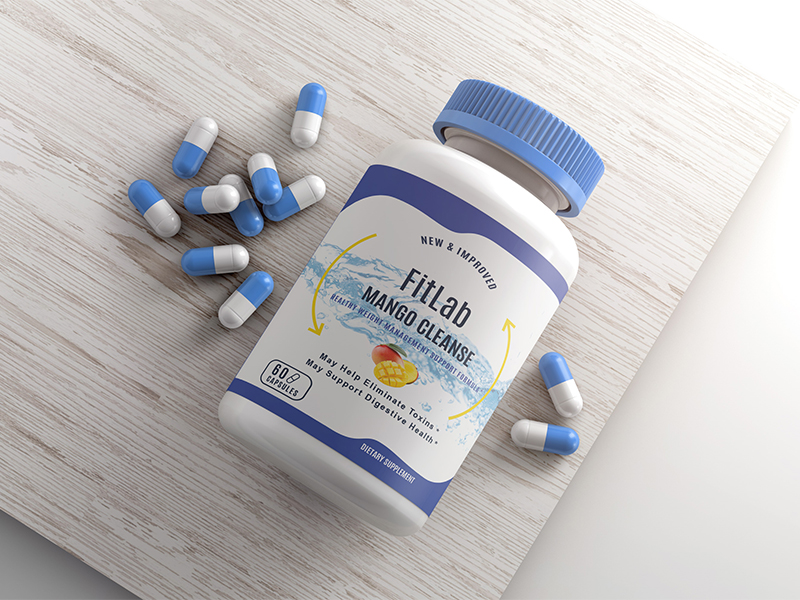 NEW & IMPROVED
FitLab
MANGO CLEANSE
HEALTHY WEIGHT MANAGEMENT SUPPORT FORMULA
May Help Eliminate Toxins *
May Support Digestive Health *
60
CAPSULES
DIETARY SUPPLEMENT